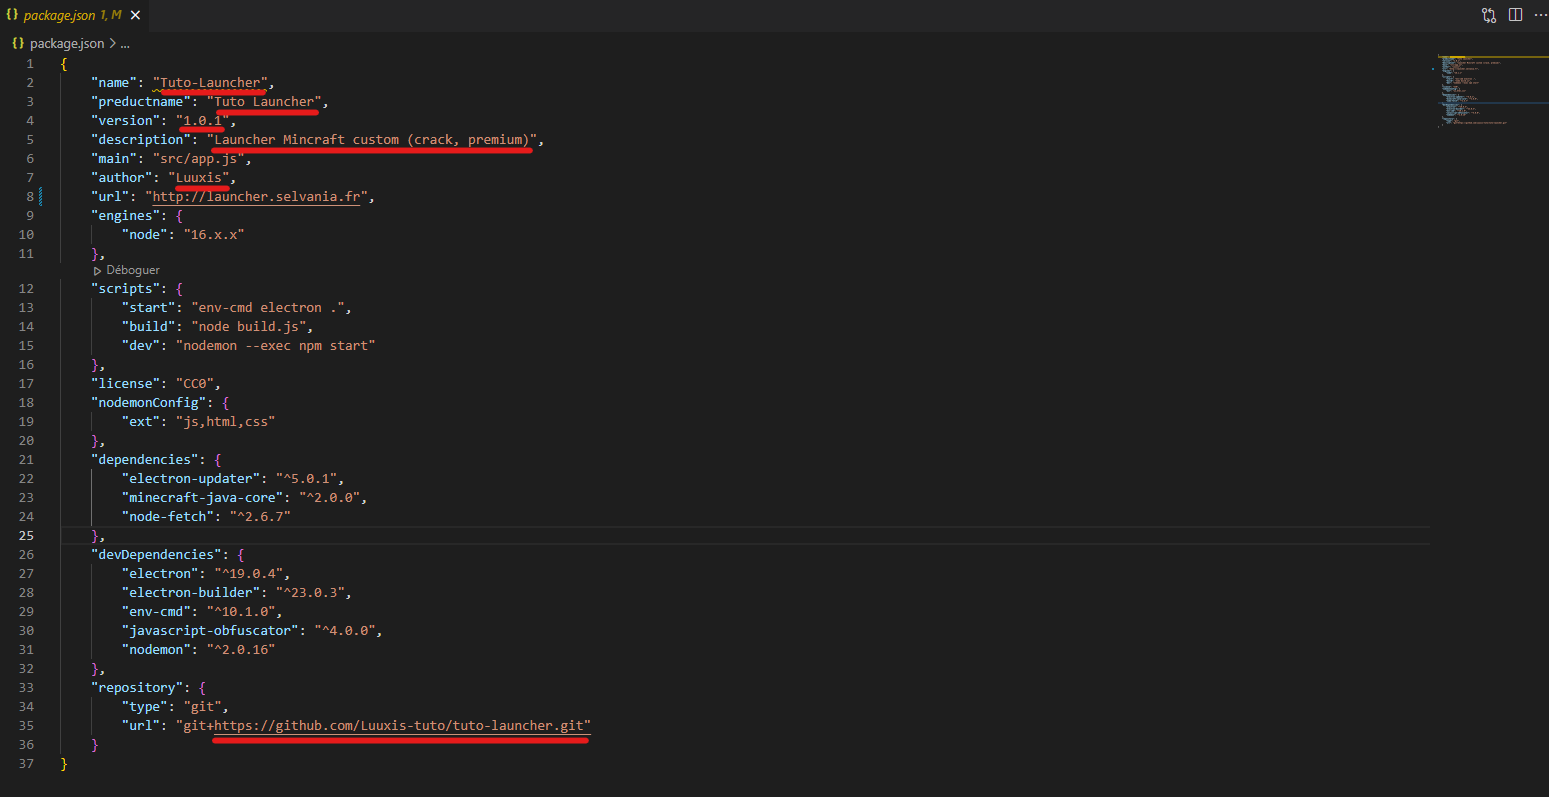 {} package.json 1, M ×
{} package.json > ...
1 {
2 "name": "Tuto-Launcher",
3 "preductname": "Tuto Launcher",
4 "version": "1.0.1",
5 "description": "Launcher Mincraft custom (crack, premium)",
6 "main": "src/app.js",
7 "author": "Luuxis",
8 "url": "http://launcher.selvania.fr",
9 "engines": {
10 "node": "16.x.x"
11 },
Déboguer
12 "scripts": {
13 "start": "env-cmd electron .",
14 "build": "node build.js",
15 "dev": "nodemon --exec npm start"
16 },
17 "license": "CC0",
18 "nodemonConfig": {
19 "ext": "js,html,css"
20 },
21 "dependencies": {
22 "electron-updater": "^5.0.1",
23 "minecraft-java-core": "^2.0.0",
24 "node-fetch": "^2.6.7"
25 },
26 "devDependencies": {
27 "electron": "^19.0.4",
28 "electron-builder": "^23.0.3",
29 "env-cmd": "^10.1.0",
30 "javascript-obfuscator": "^4.0.0",
31 "nodemon": "^2.0.16"
32 },
33 "repository": {
34 "type": "git",
35 "url": "git+https://github.com/Luuxis-tuto/tuto-launcher.git"
36 }
37 }